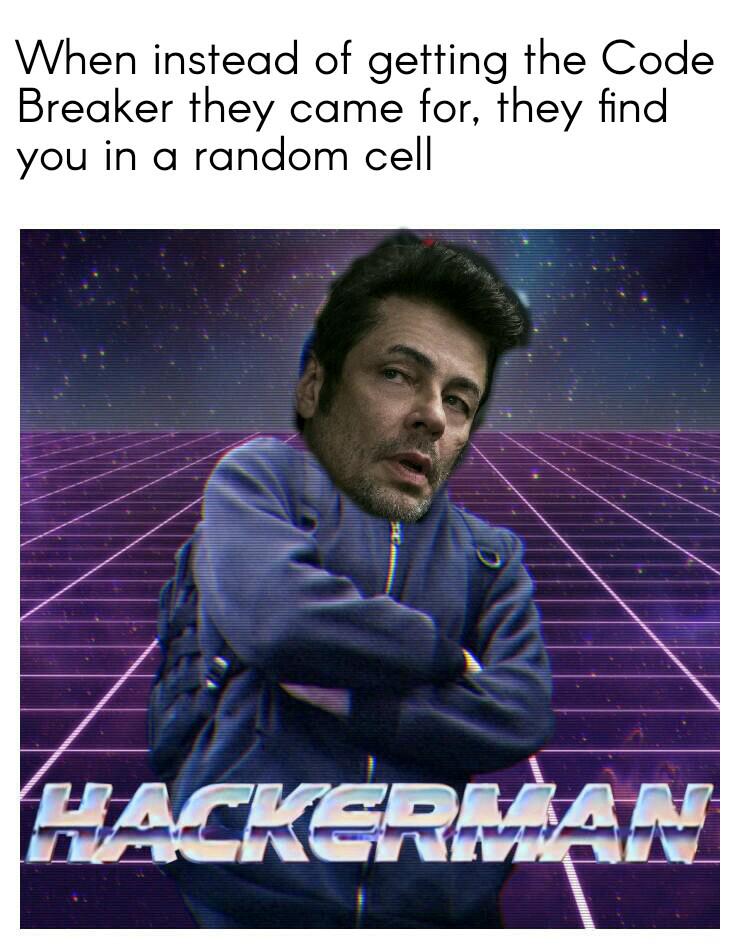 When instead of getting the Code
Breaker they came for, they find
you in a random cell
HACKERMAN